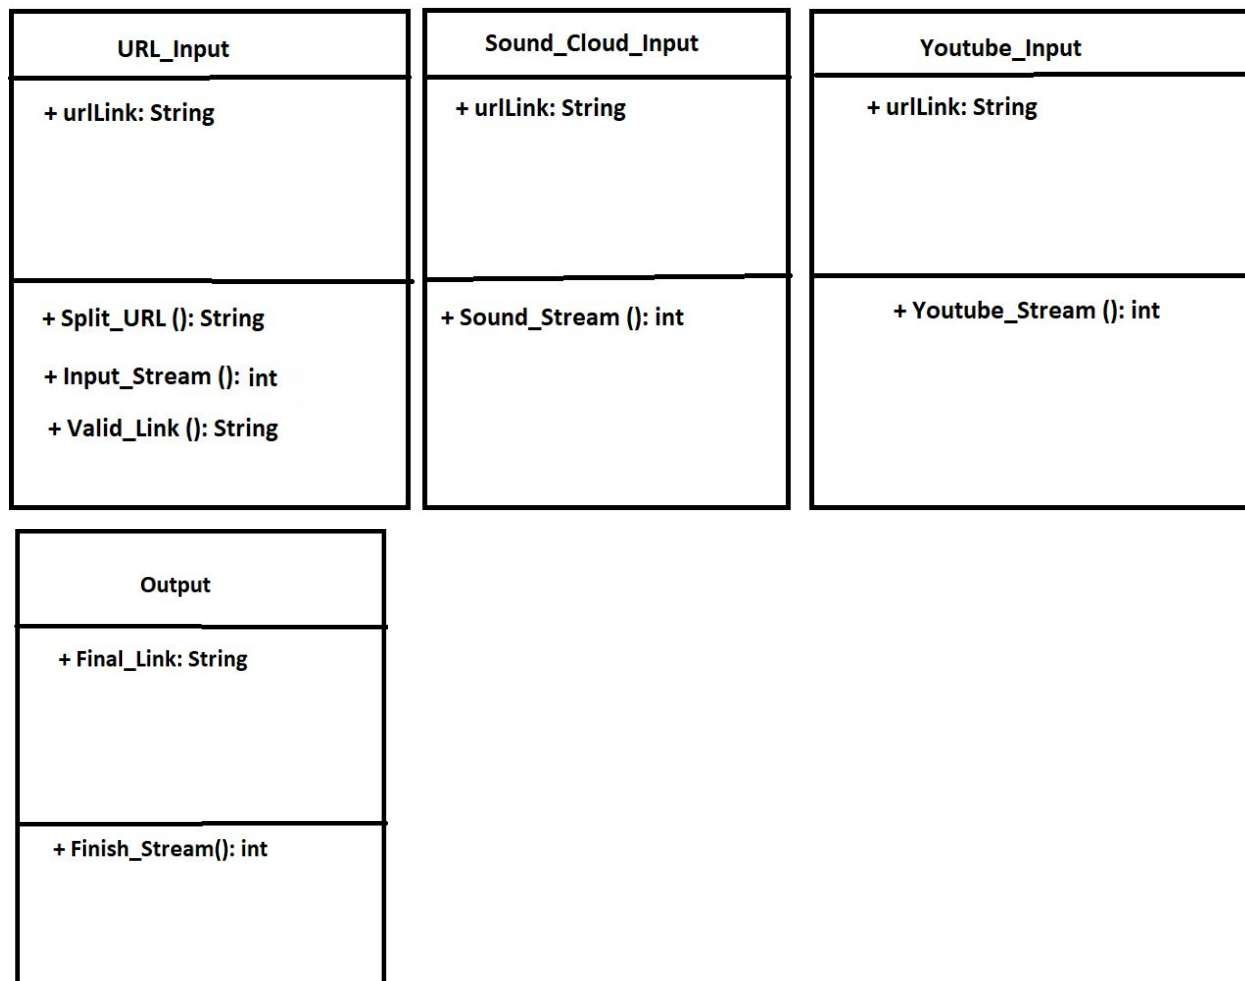 URL_Input
+ urlLink: String
+ Split_URL (): String
+ Input_Stream (): int
+ Valid_Link (): String
Sound_Cloud_Input
+ urlLink: String
+ Sound_Stream (): int
Youtube_Input
+ urlLink: String
+ Youtube_Stream (): int
Output
+ Final_Link: String
+ Finish_Stream(): int